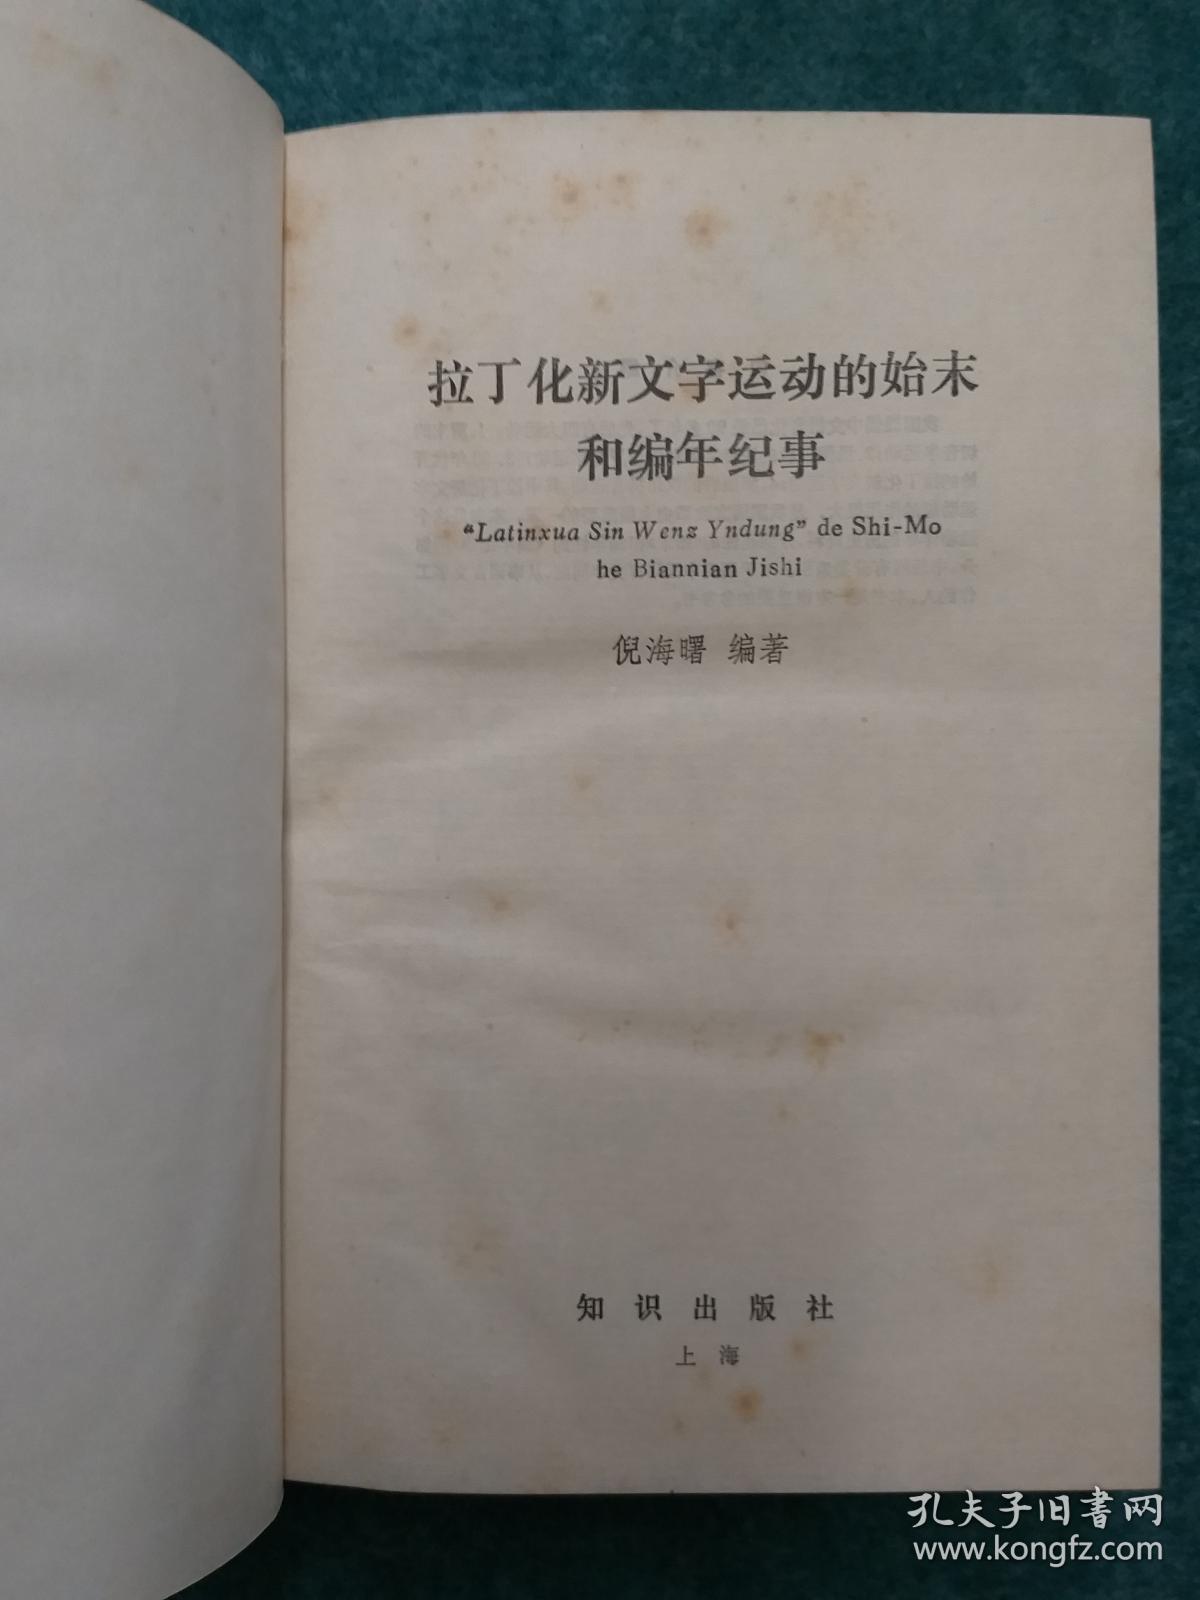 拉丁化新文字运动的始末
和编年纪事
“Latinxua Sin Wenz Yndung” de Shi-Mo
he Biannian Jishi
倪海曙 编著
知识出版社
上海
孔夫子旧书网
www.kongfz.com